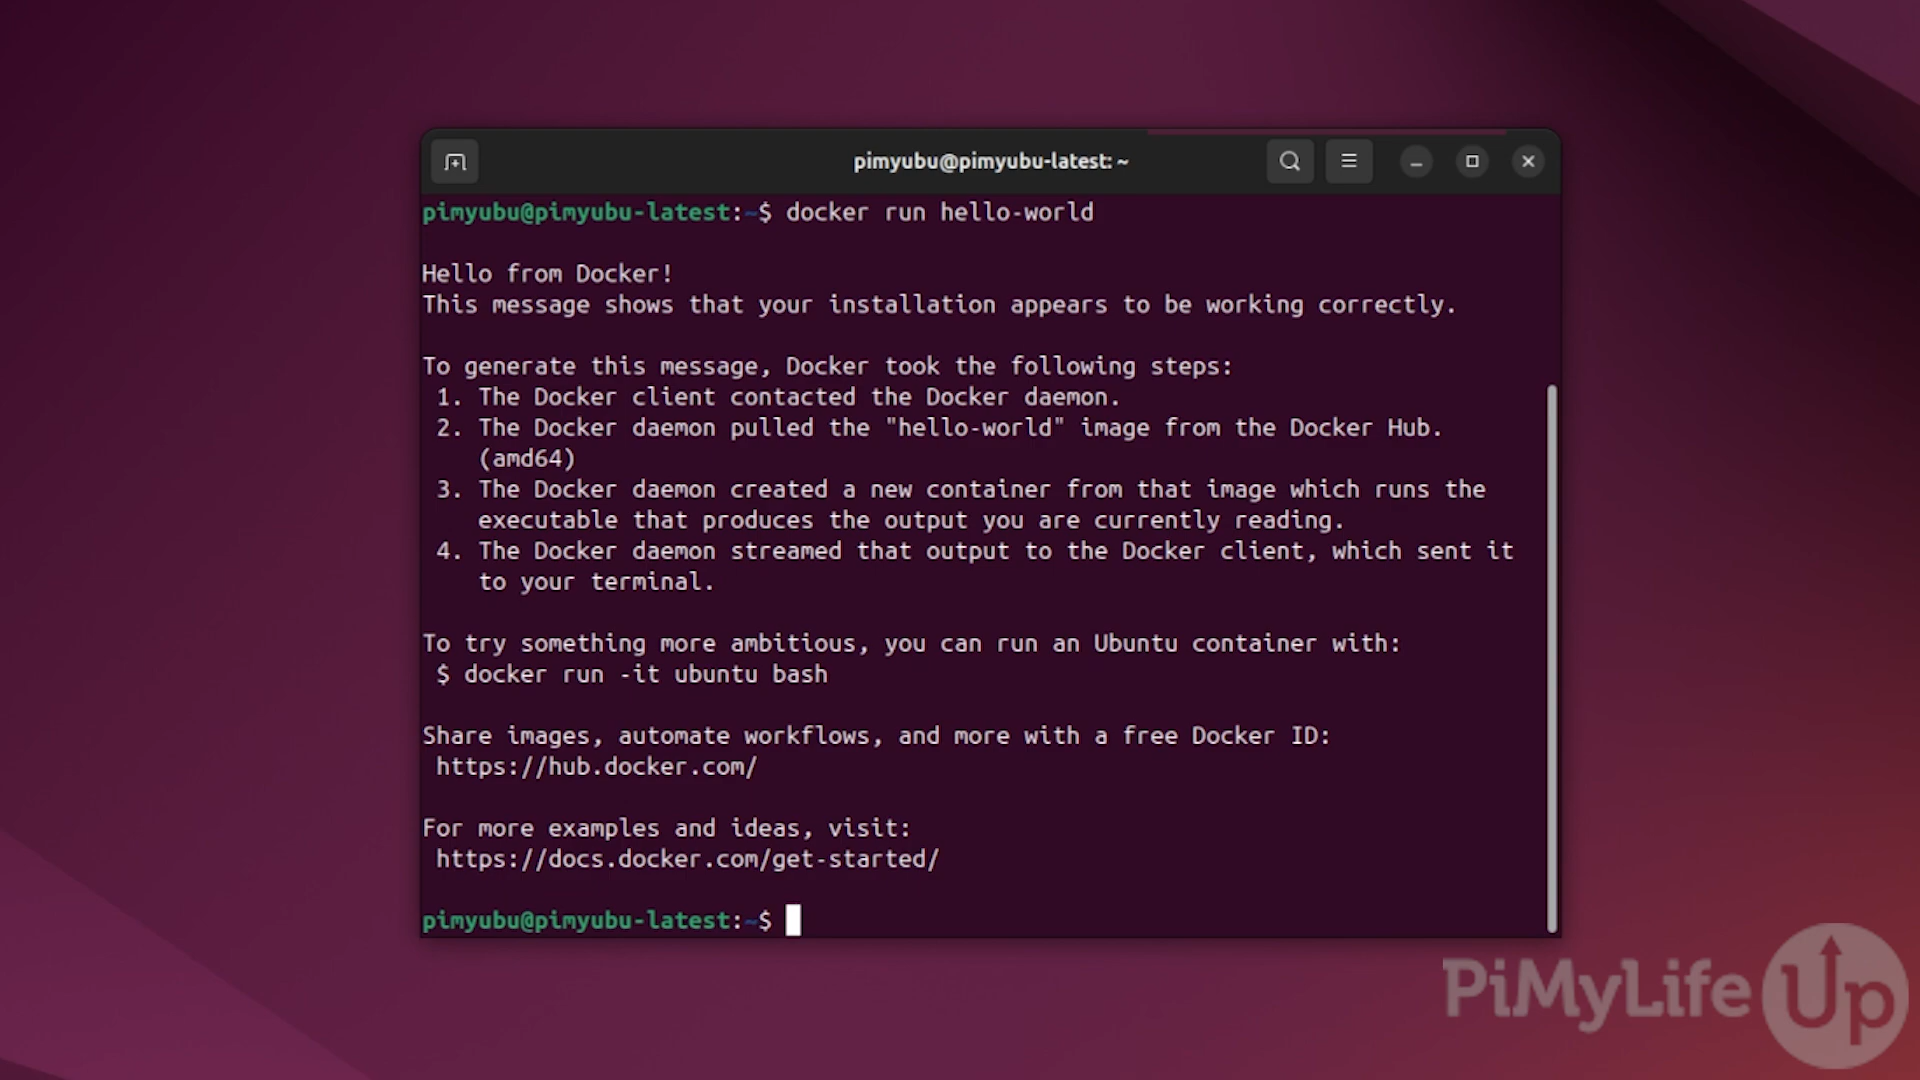 pimyubu@pimyubu-latest: ~
pimyubu@pimyubu-latest:~$ docker run hello-world

Hello from Docker!
This message shows that your installation appears to be working correctly.

To generate this message, Docker took the following steps:
 1. The Docker client contacted the Docker daemon.
 2. The Docker daemon pulled the "hello-world" image from the Docker Hub.
    (amd64)
 3. The Docker daemon created a new container from that image which runs the
    executable that produces the output you are currently reading.
 4. The Docker daemon streamed that output to the Docker client, which sent it
    to your terminal.

To try something more ambitious, you can run an Ubuntu container with:
 $ docker run -it ubuntu bash

Share images, automate workflows, and more with a free Docker ID:
 https://hub.docker.com/

For more examples and ideas, visit:
 https://docs.docker.com/get-started/

pimyubu@pimyubu-latest:~$
PiMyLifeUp